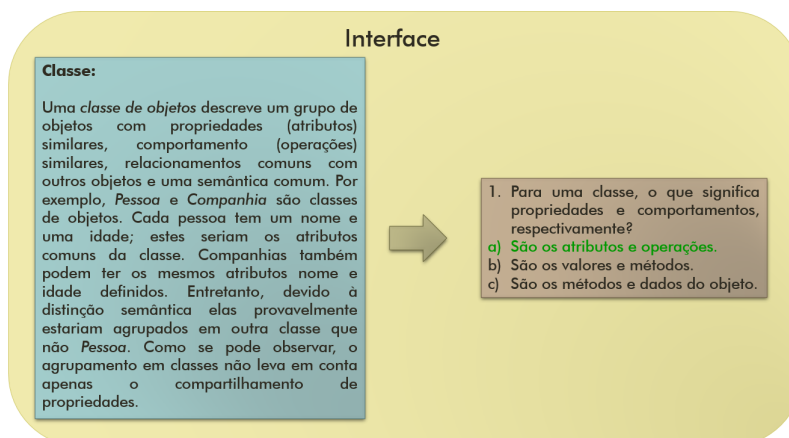 Interface
Classe:
Uma classe de objetos descreve um grupo de
objetos com propriedades (atributos)
similares, comportamento (operações)
similares, relacionamentos comuns com
outros objetos e uma semântica comum. Por
exemplo, Pessoa e Companhia são classes
de objetos. Cada pessoa tem um nome e
uma idade; estes seriam os atributos
comuns da classe. Companhias também
podem ter os mesmos atributos nome e
idade definidos. Entretanto, devido à
distinção semântica elas provavelmente
estariam agrupados em outra classe que
não Pessoa. Como se pode observar, o
agrupamento em classes não leva em conta
apenas o compartilhamento de
propriedades.
1. Para uma classe, o que significa
propriedades e comportamentos,
respectivamente?
a) São os atributos e operações.
b) São os valores e métodos.
c) São os métodos e dados do objeto.